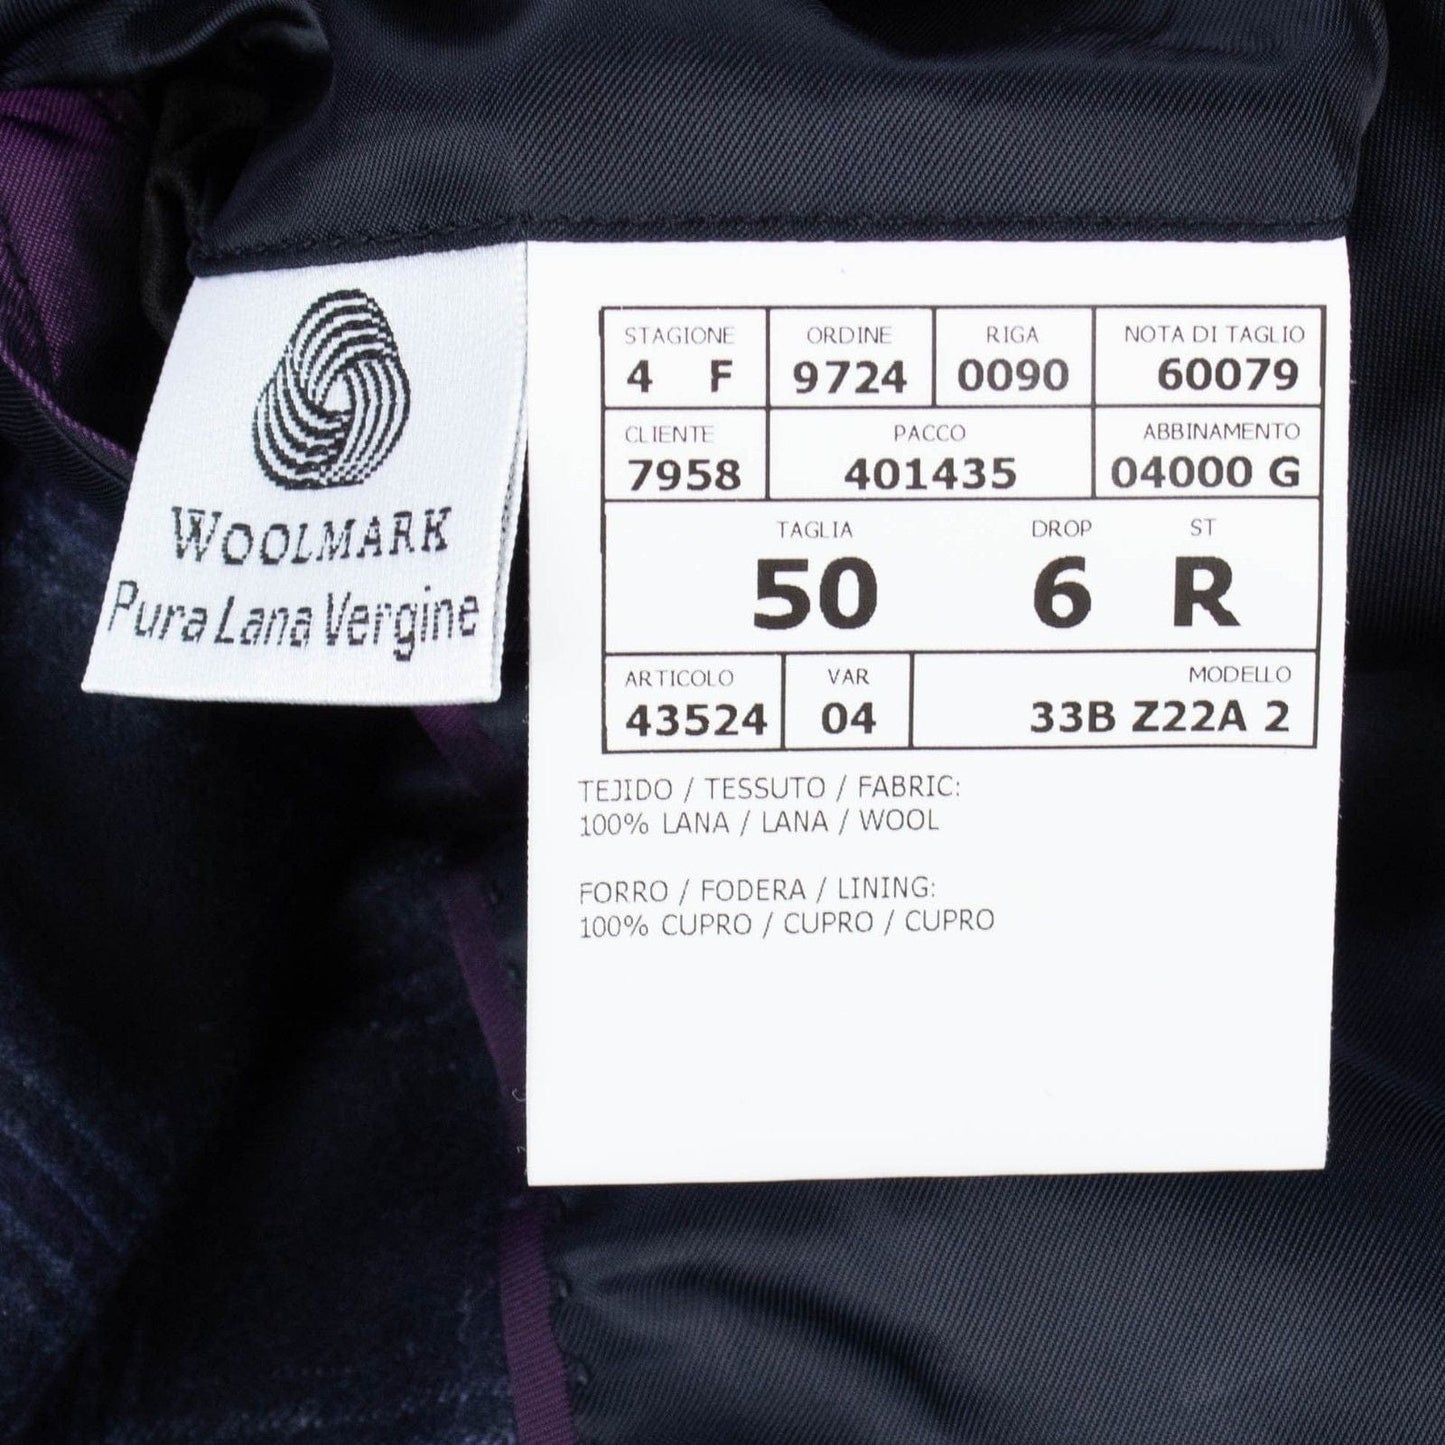 WOOLMARK
Pura Lana Vergine
STAGIONE ORDINE RIGA NOTA DI TAGLIO
4 F 9724 0090 60079
CLIENTE PACCO ABBINAMENTO
7958 401435 04000 G
TAGLIA DROP ST
50 6 R
ARTICOLO VAR MODELLO
43524 04 33B Z22A 2
TEJIDO / TESSUTO / FABRIC:
100% LANA / LANA / WOOL
FORRO / FODERA / LINING:
100% CUPRO / CUPRO / CUPRO